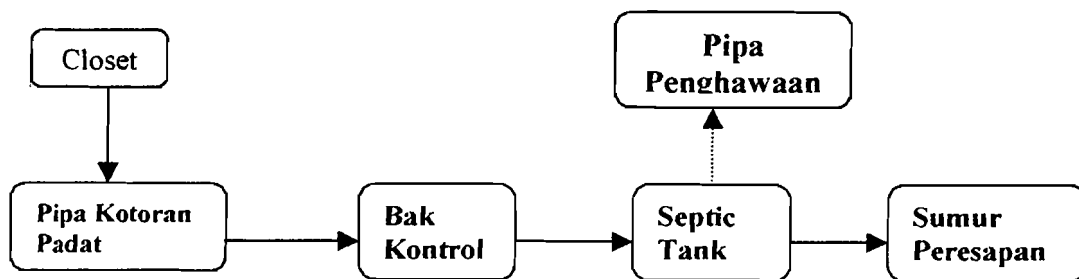 Closet
Pipa
Penghawaan
Pipa Kotoran
Padat
Bak
Kontrol
Septic
Tank
Sumur
Peresapan